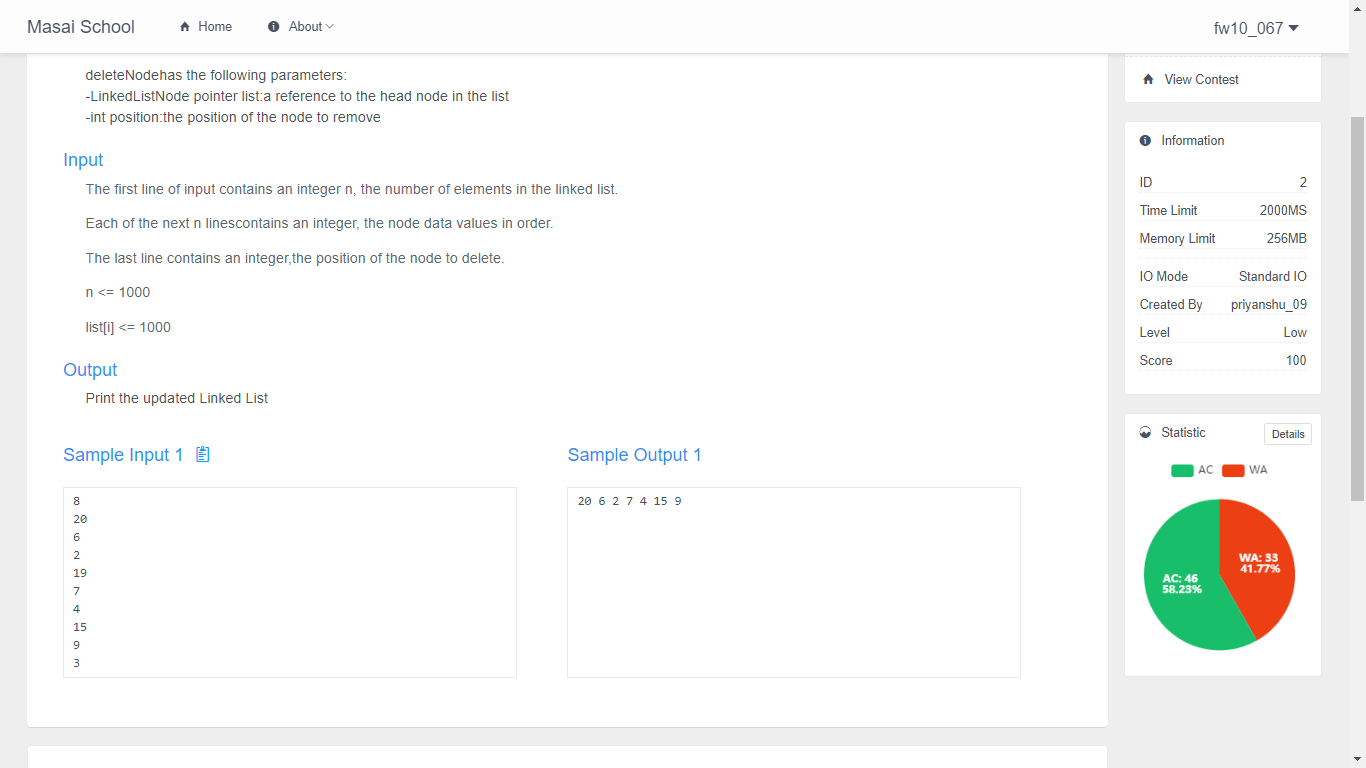 Masai School
Home
About
fw10_067
deleteNodehas the following parameters:
-LinkedListNode pointer list:a reference to the head node in the list
-int position:the position of the node to remove
Input
The first line of input contains an integer n, the number of elements in the linked list.
Each of the next n linescontains an integer, the node data values in order.
The last line contains an integer,the position of the node to delete.
n <= 1000
list[i] <= 1000
Output
Print the updated Linked List
Sample Input 1
8
20
6
2
19
7
4
15
9
3
Sample Output 1
20 6 2 7 4 15 9
View Contest
Information
ID 2
Time Limit 2000MS
Memory Limit 256MB
IO Mode Standard IO
Created By priyanshu_09
Level Low
Score 100
Statistic
Details
AC WA
WA: 33
41.77%
AC: 46
58.23%